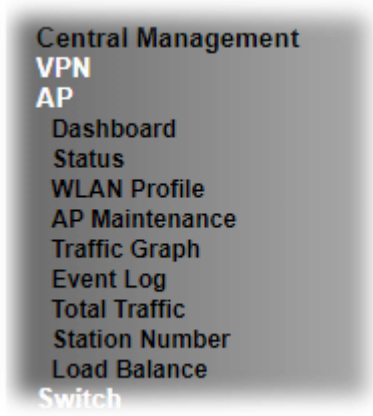 Central Management
VPN
AP
Dashboard
Status
WLAN Profile
AP Maintenance
Traffic Graph
Event Log
Total Traffic
Station Number
Load Balance
Switch